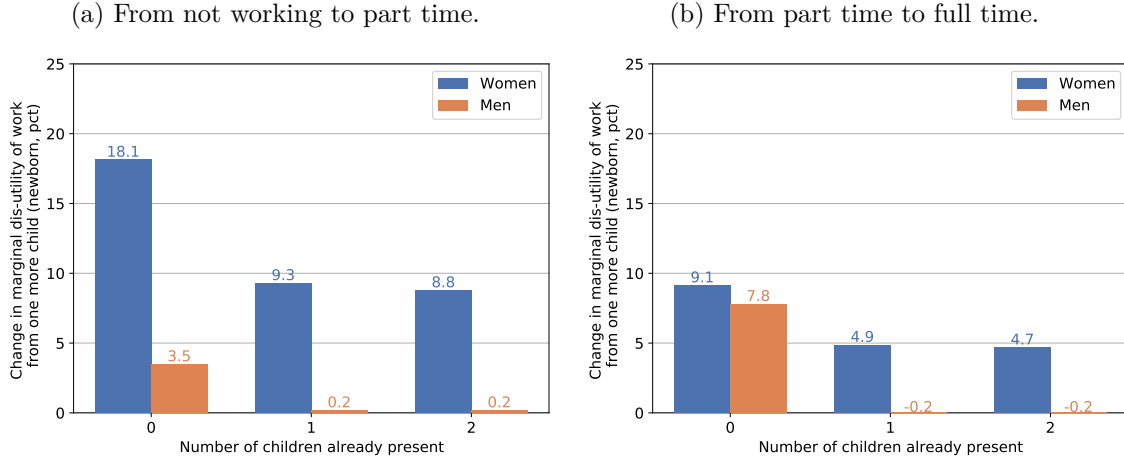 (a) From not working to part time.
25
20
15
10
5
0
Change in marginal dis-utility of work
from one more child (newborn, pct)
Women
Men
18.1
3.5
9.3
0.2
8.8
0.2
0
1
2
Number of children already present
(b) From part time to full time.
25
20
15
10
5
0
Change in marginal dis-utility of work
from one more child (newborn, pct)
Women
Men
9.1
7.8
4.9
-0.2
4.7
-0.2
0
1
2
Number of children already present